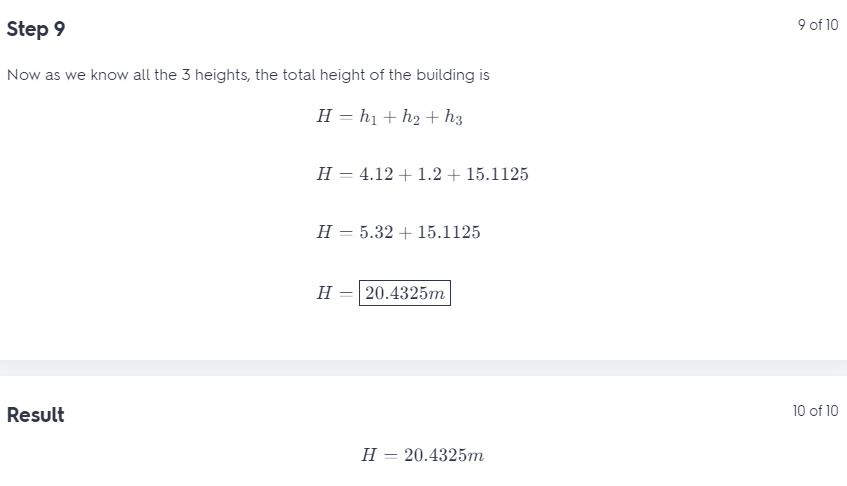 Step 9
9 of 10
Now as we know all the 3 heights, the total height of the building is
H = h₁ + h₂ + h₃
H = 4.12 + 1.2 + 15.1125
H = 5.32 + 15.1125
H = 20.4325m
Result
10 of 10
H = 20.4325m